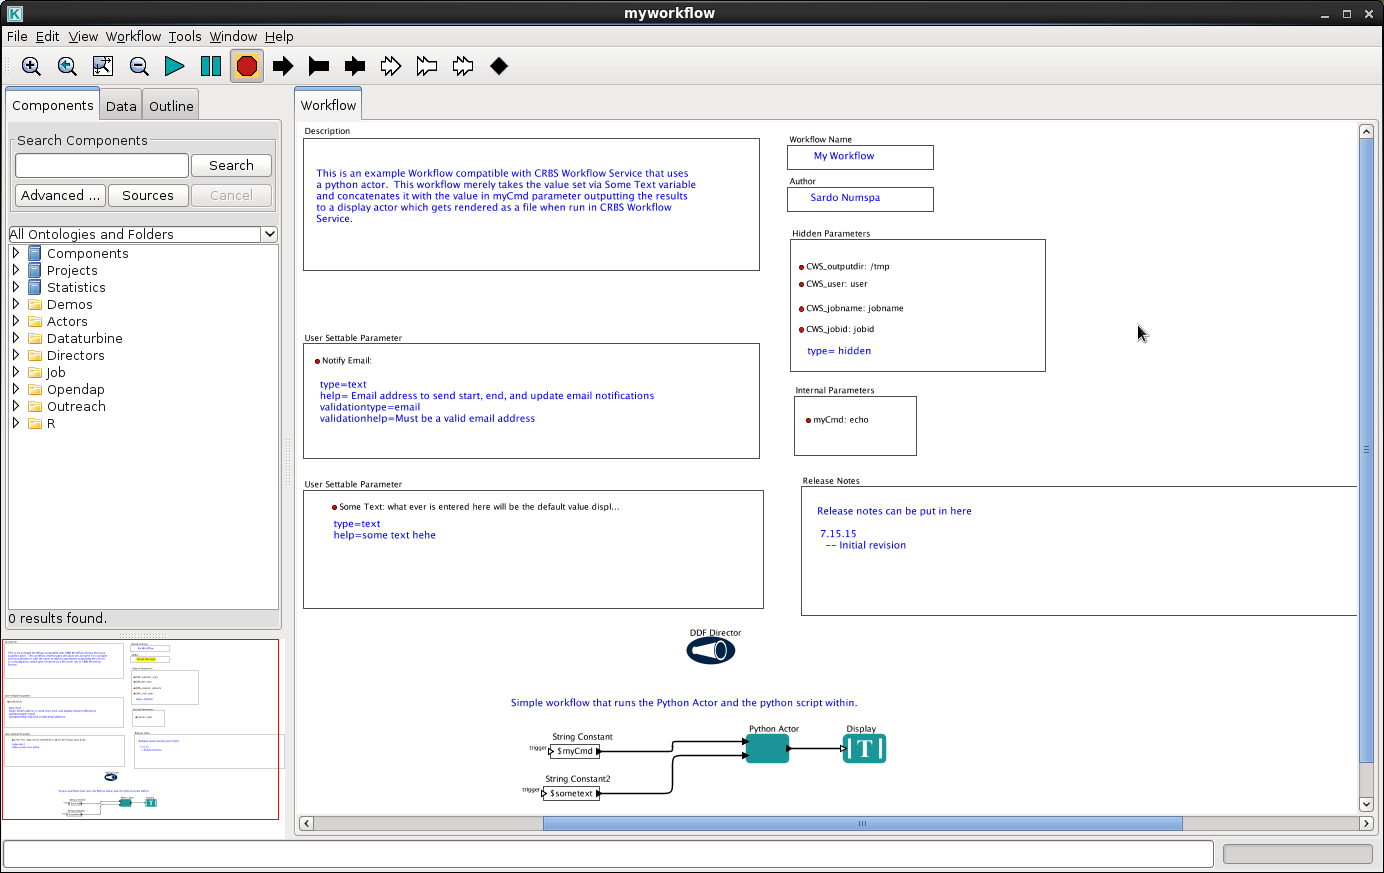 myworkflow
File Edit View Workflow Tools Window Help
Components Data Outline
Search Components
Search
Advanced ... Sources Cancel
All Ontologies and Folders
Components
Projects
Statistics
Demos
Actors
Dataturbine
Directors
Job
Opendap
Outreach
R
0 results found.
Workflow
Description
This is an example Workflow compatible with CRBS Workflow Service that uses
a python actor.  This workflow merely takes the value set via Some Text variable
and concatenates it with the value in myCmd parameter outputting the results
to a display actor which gets rendered as a file when run in CRBS Workflow
Service.
Workflow Name
My Workflow
Author
Sardo Numspa
Hidden Parameters
CWS_outputdir: /tmp
CWS_user: user
CWS_jobname: jobname
CWS_jobid: jobid
type= hidden
User Settable Parameter
Notify Email:
type=text
help= Email address to send start, end, and update email notifications
validationtype=email
validationhelp=Must be a valid email address
Internal Parameters
myCmd: echo
User Settable Parameter
Some Text: what ever is entered here will be the default value displ...
type=text
help=some text hehe
Release Notes
Release notes can be put in here
7.15.15
-- Initial revision
DDF Director
Simple workflow that runs the Python Actor and the python script within.
String Constant
trigger
$myCmd
Python Actor
Display
T
String Constant2
trigger
$sometext